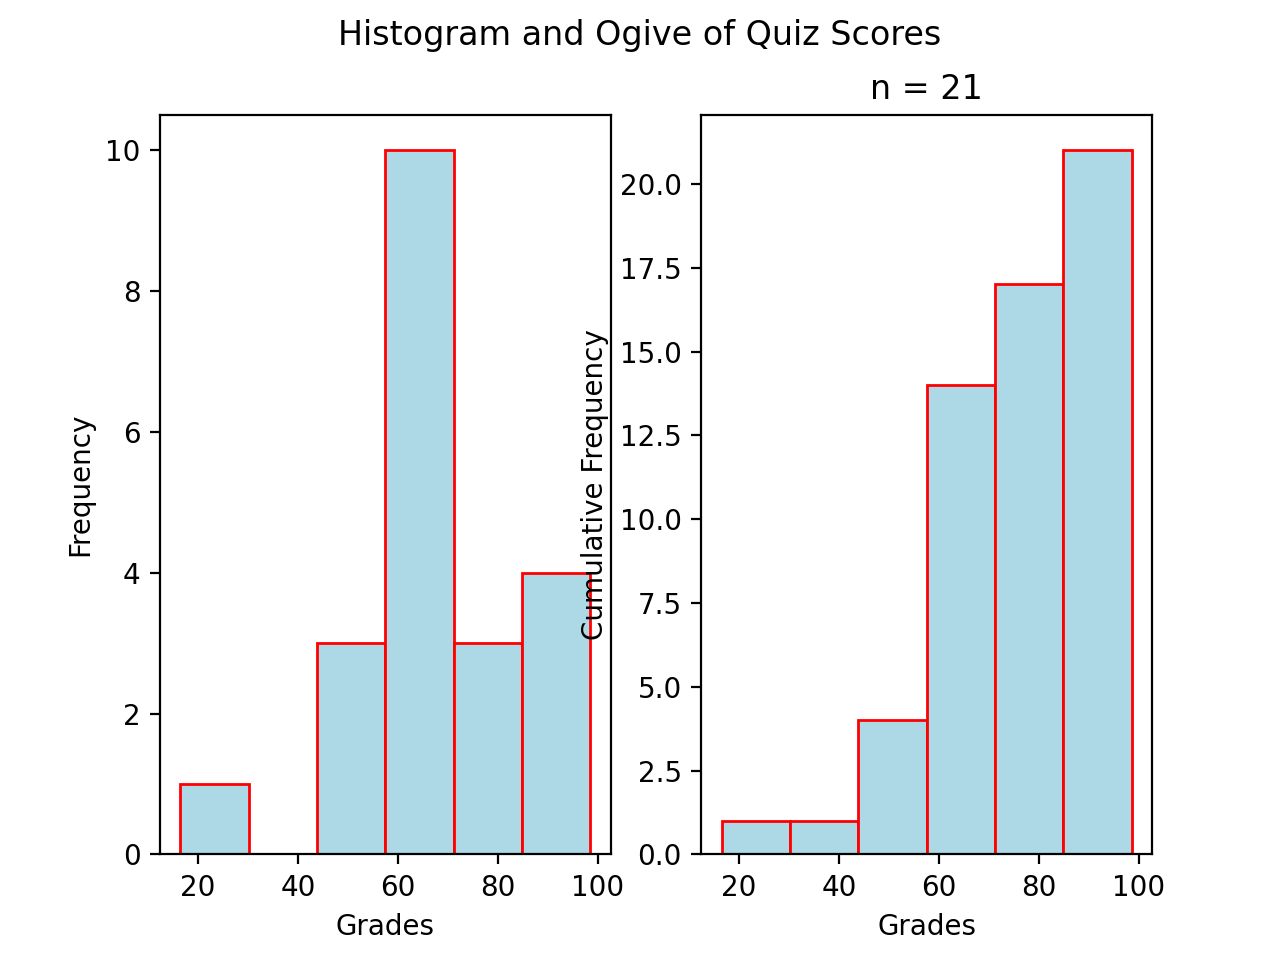 Histogram and Ogive of Quiz Scores
10
8
6
4
2
0
Frequency
20 40 60 80 100
Grades
n = 21
20.0
17.5
15.0
12.5
10.0
7.5
5.0
2.5
0.0
Cumulative Frequency
20 40 60 80 100
Grades